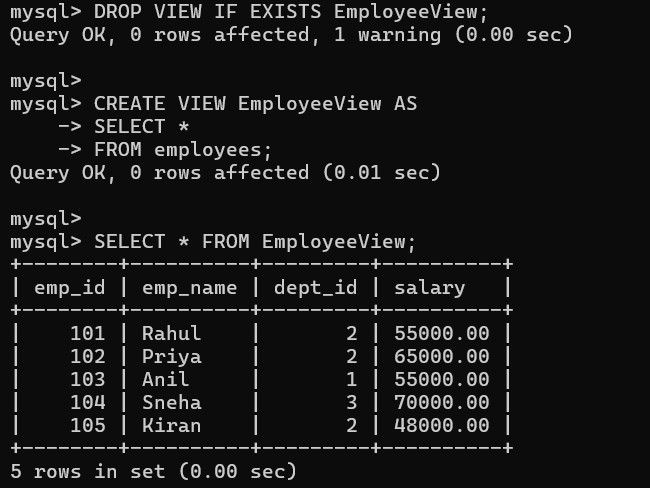 mysql> DROP VIEW IF EXISTS EmployeeView;
Query OK, 0 rows affected, 1 warning (0.00 sec)
mysql>
mysql> CREATE VIEW EmployeeView AS
    -> SELECT *
    -> FROM employees;
Query OK, 0 rows affected (0.01 sec)
mysql>
mysql> SELECT * FROM EmployeeView;
+--------+----------+---------+----------+
| emp_id | emp_name | dept_id | salary   |
+--------+----------+---------+----------+
|    101 | Rahul    |       2 | 55000.00 |
|    102 | Priya    |       2 | 65000.00 |
|    103 | Anil     |       1 | 55000.00 |
|    104 | Sneha    |       3 | 70000.00 |
|    105 | Kiran    |       2 | 48000.00 |
+--------+----------+---------+----------+
5 rows in set (0.00 sec)